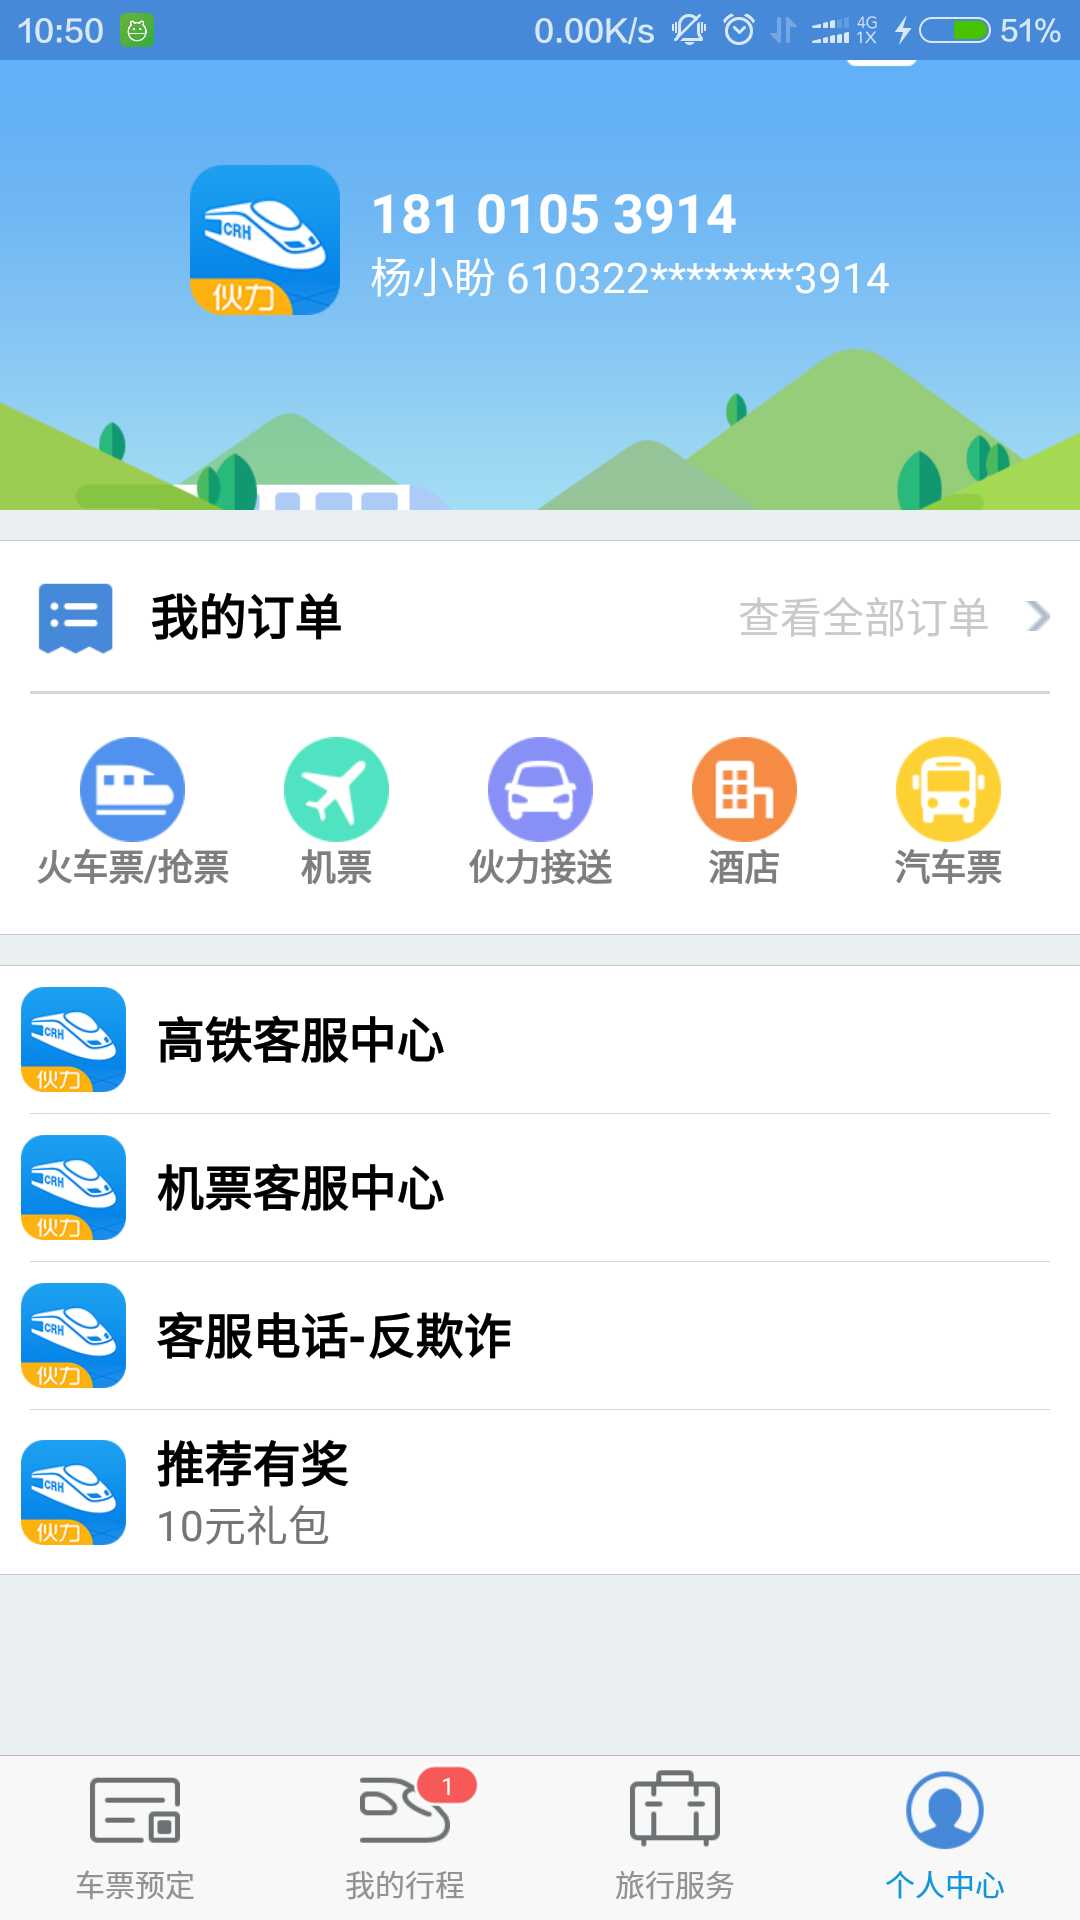 10:50 0.00K/s 4G 1X 51%
CRH 伙力
181 0105 3914
杨小盼 610322********3914
我的订单 查看全部订单
火车票/抢票 机票 伙力接送 酒店 汽车票
CRH 伙力 高铁客服中心
CRH 伙力 机票客服中心
CRH 伙力 客服电话-反欺诈
CRH 伙力 推荐有奖
10元礼包
1
车票预定 我的行程 旅行服务 个人中心